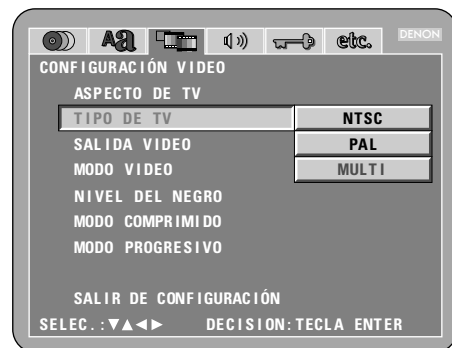 Aa etc. DENON
CONFIGURACIÓN VIDEO
ASPECTO DE TV
TIPO DE TV NTSC
SALIDA VIDEO PAL
MODO VIDEO MULTI
NIVEL DEL NEGRO
MODO COMPRIMIDO
MODO PROGRESIVO
SALIR DE CONFIGURACIÓN
SELEC.:▼▲◀▶ DECISION:TECLA ENTER